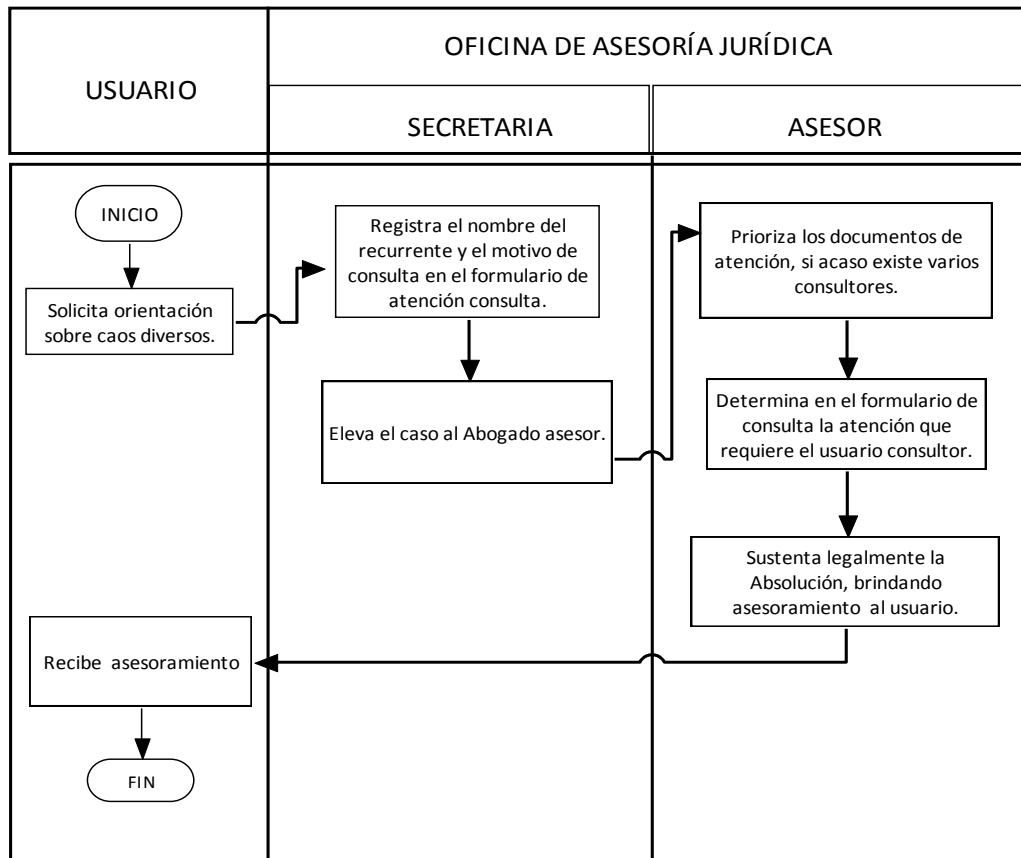 USUARIO
OFICINA DE ASESORÍA JURÍDICA
SECRETARIA
ASESOR
INICIO
Solicita orientación
sobre caos diversos.
Registra el nombre del
recurrente y el motivo de
consulta en el formulario de
atención consulta.
Eleva el caso al Abogado asesor.
Prioriza los documentos de
atención, si acaso existe varios
consultores.
Determina en el formulario de
consulta la atención que
requiere el usuario consultor.
Sustenta legalmente la
Absolución, brindando
asesoramiento al usuario.
Recibe asesoramiento
FIN